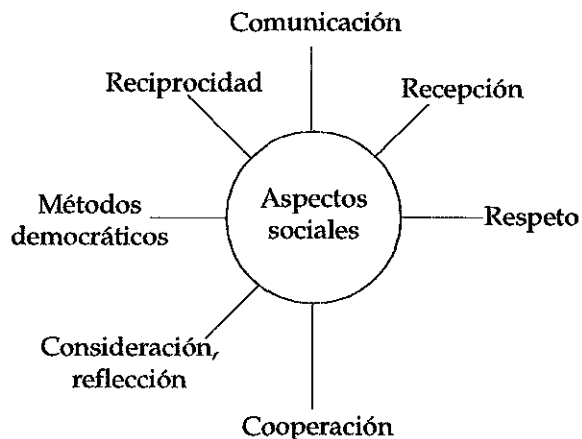 Comunicación
Reciprocidad
Recepción
Métodos
democráticos
Aspectos
sociales
Respeto
Consideración,
reflección
Cooperación